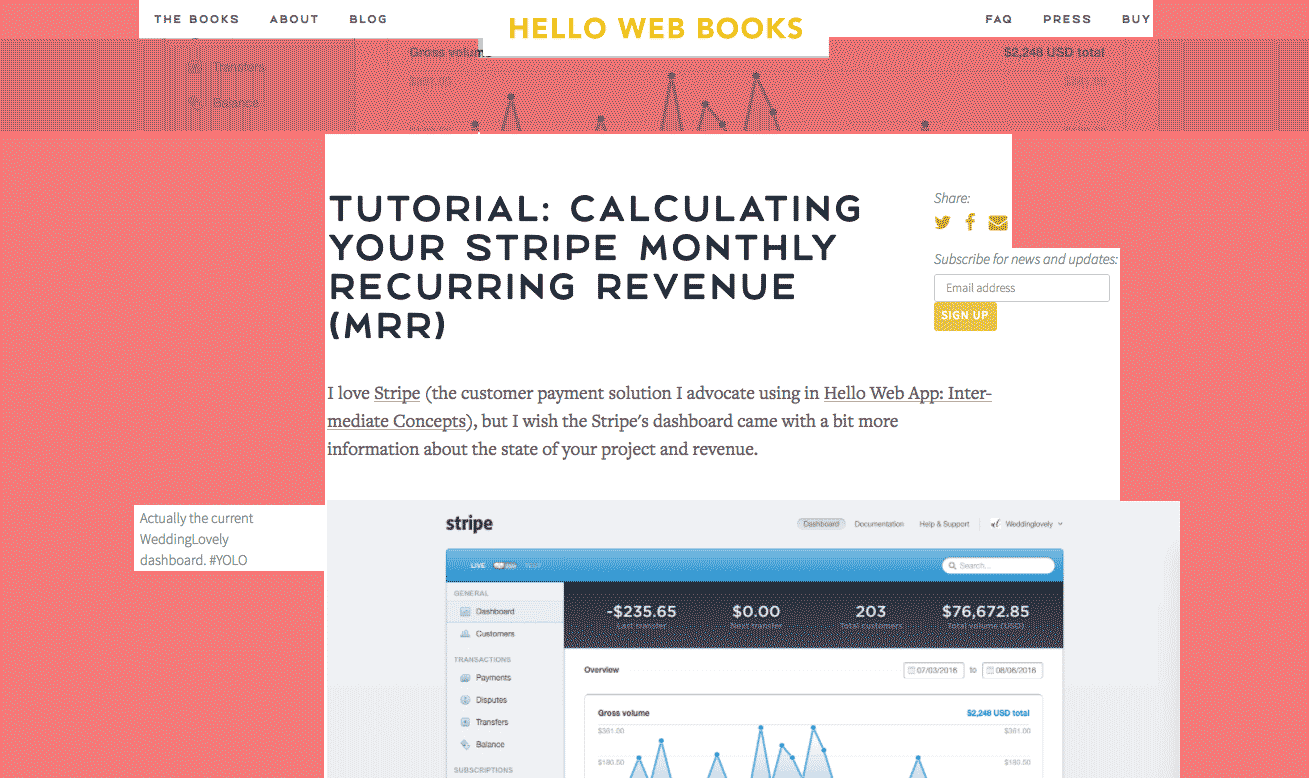 THE BOOKS ABOUT BLOG HELLO WEB BOOKS FAQ PRESS BUY
Gross volume $2,248 USD total
Transfers
Balance
TUTORIAL: CALCULATING
YOUR STRIPE MONTHLY
RECURRING REVENUE
(MRR)
Share:
Subscribe for news and updates:
Email address
SIGN UP
I love Stripe (the customer payment solution I advocate using in Hello Web App: Inter-
mediate Concepts), but I wish the Stripe's dashboard came with a bit more
information about the state of your project and revenue.
Actually the current
WeddingLovely
dashboard. #YOLO
stripe Dashboard Documentation Help & Support Weddinglovely
LIVE TEST Search...
GENERAL
Dashboard
Customers
TRANSACTIONS
Payments
Disputes
Transfers
Balance
SUBSCRIPTIONS
-$235.65 $0.00 203 $76,672.85
Last transfer Next transfer Total customers Total volume (USD)
Overview 07/03/2016 to 08/06/2016
Gross volume $2,248 USD total
$361.00 $361.00
$180.50 $180.50